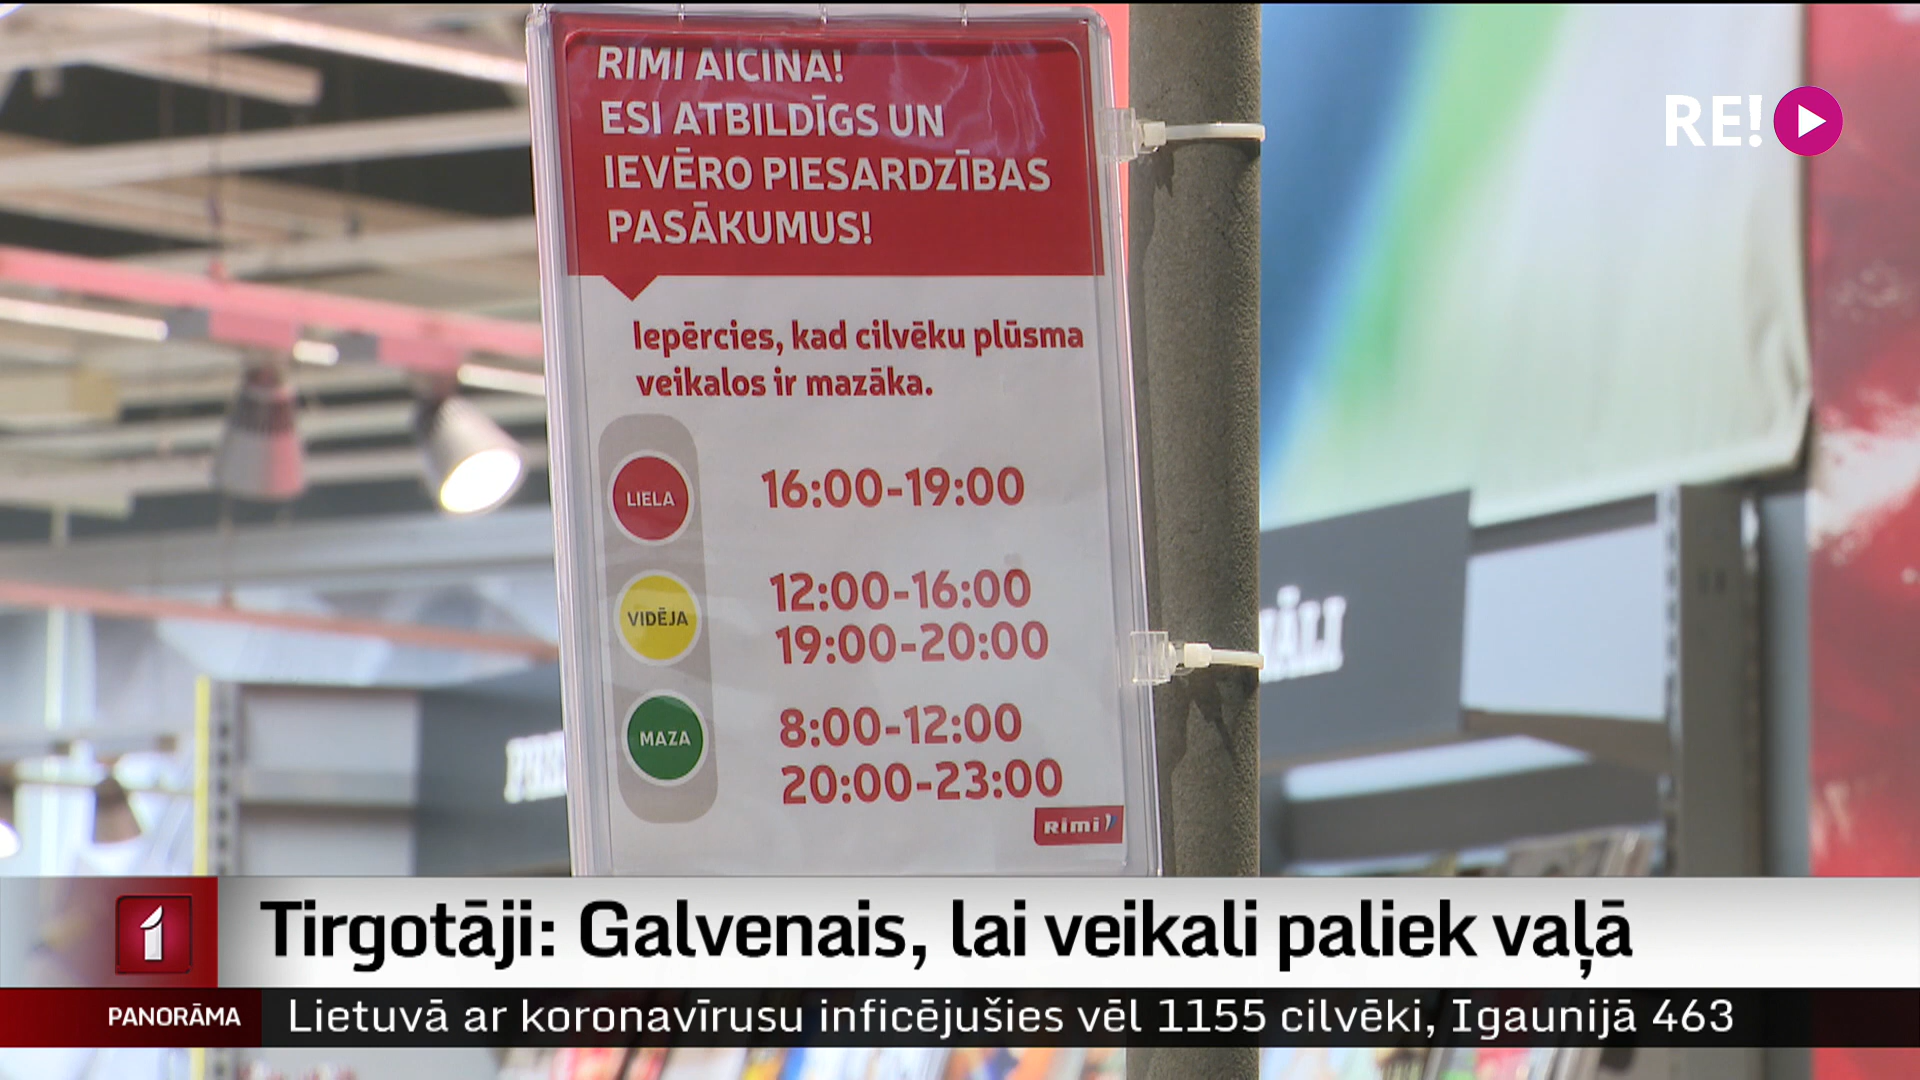 RIMI AICINA!
ESI ATBILDĪGS UN
IEVĒRO PIESARDZĪBAS
PASĀKUMUS!
RE!
Iepērcies, kad cilvēku plūsma
veikalos ir mazāka.
LIELA 16:00-19:00
VIDĒJA 12:00-16:00
19:00-20:00
MAZA 8:00-12:00
20:00-23:00
Rimi
1 Tirgotāji: Galvenais, lai veikali paliek vaļā
PANORĀMA Lietuvā ar koronavīrusu inficējušies vēl 1155 cilvēki, Igaunijā 463